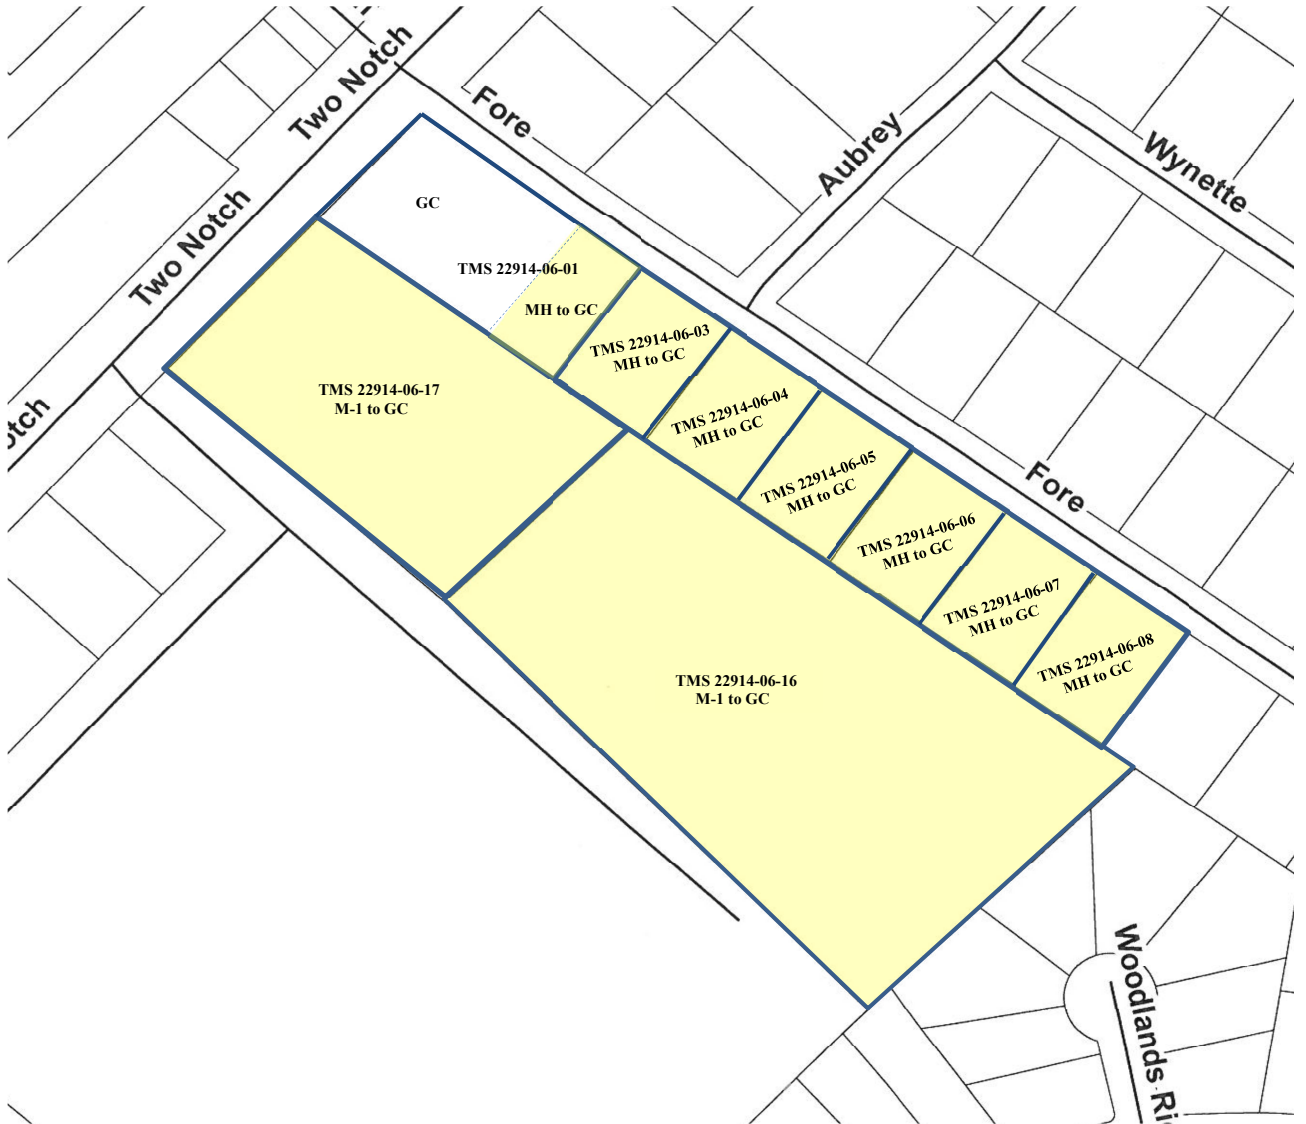 Two Notch
Fore
Aubrey
Wynette
Two Notch
GC
TMS 22914-06-01
MH to GC
TMS 22914-06-03
MH to GC
TMS 22914-06-17
M-1 to GC
TMS 22914-06-04
MH to GC
otch
TMS 22914-06-05
MH to GC
Fore
TMS 22914-06-06
MH to GC
TMS 22914-06-07
MH to GC
TMS 22914-06-08
MH to GC
TMS 22914-06-16
M-1 to GC
Woodlands Ri